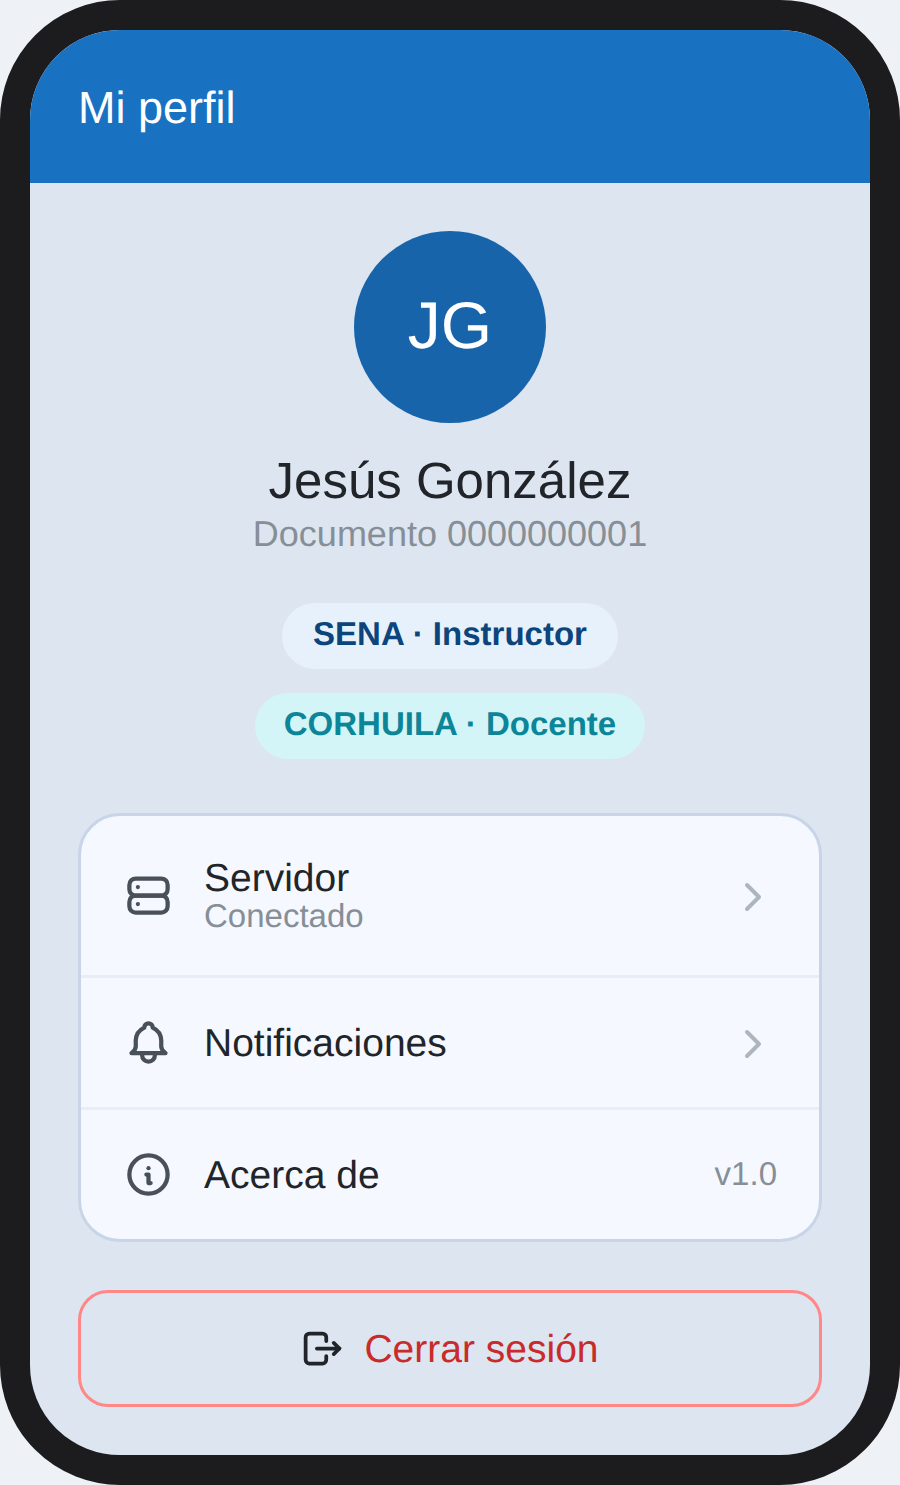 Mi perfil
JG
Jesús González
Documento 0000000001
SENA · Instructor
CORHUILA · Docente
Servidor
Conectado
Notificaciones
Acerca de
v1.0
Cerrar sesión